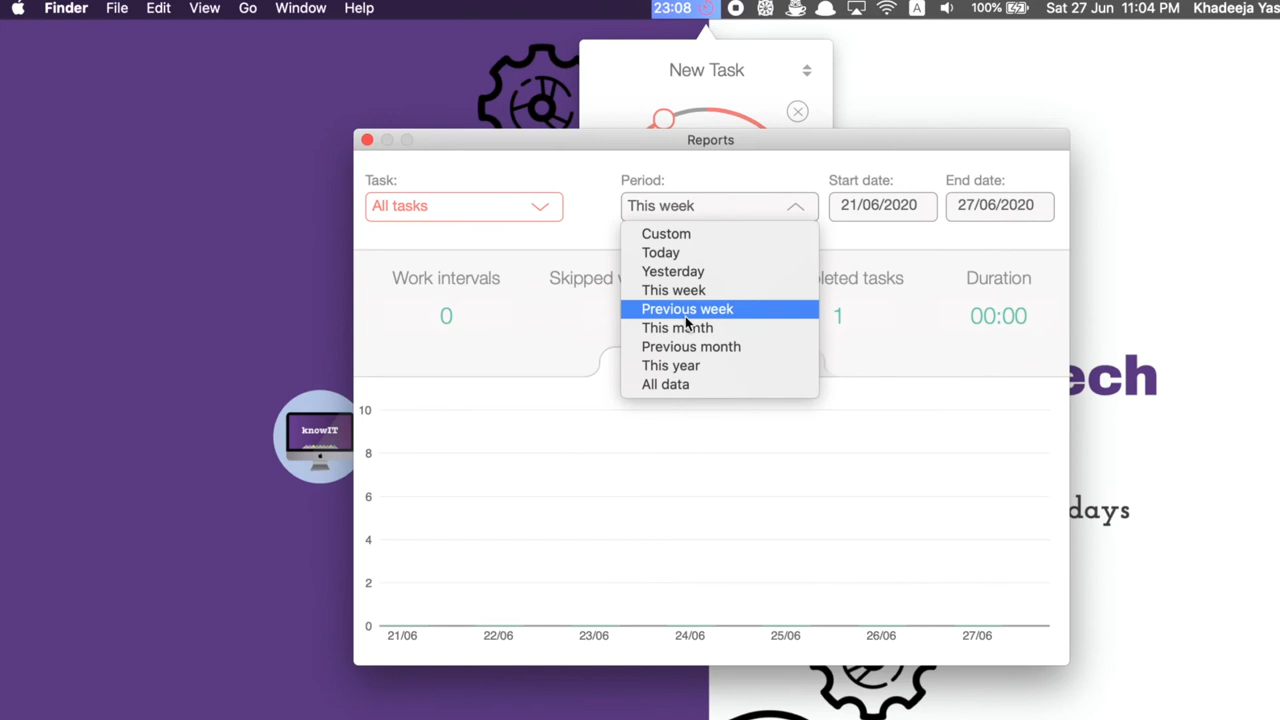 Finder File Edit View Go Window Help 23:08 A 100% Sat 27 Jun 11:04 PM Khadeeja Yas
New Task
Reports
Task: Period: Start date: End date:
All tasks This week 21/06/2020 27/06/2020
Custom
Today
Yesterday
This week
Previous week
This month
Previous month
This year
All data
Work intervals Skipped leted tasks Duration
0 1 00:00
ech
knowIT
days
10
8
6
4
2
0
21/06 22/06 23/06 24/06 25/06 26/06 27/06